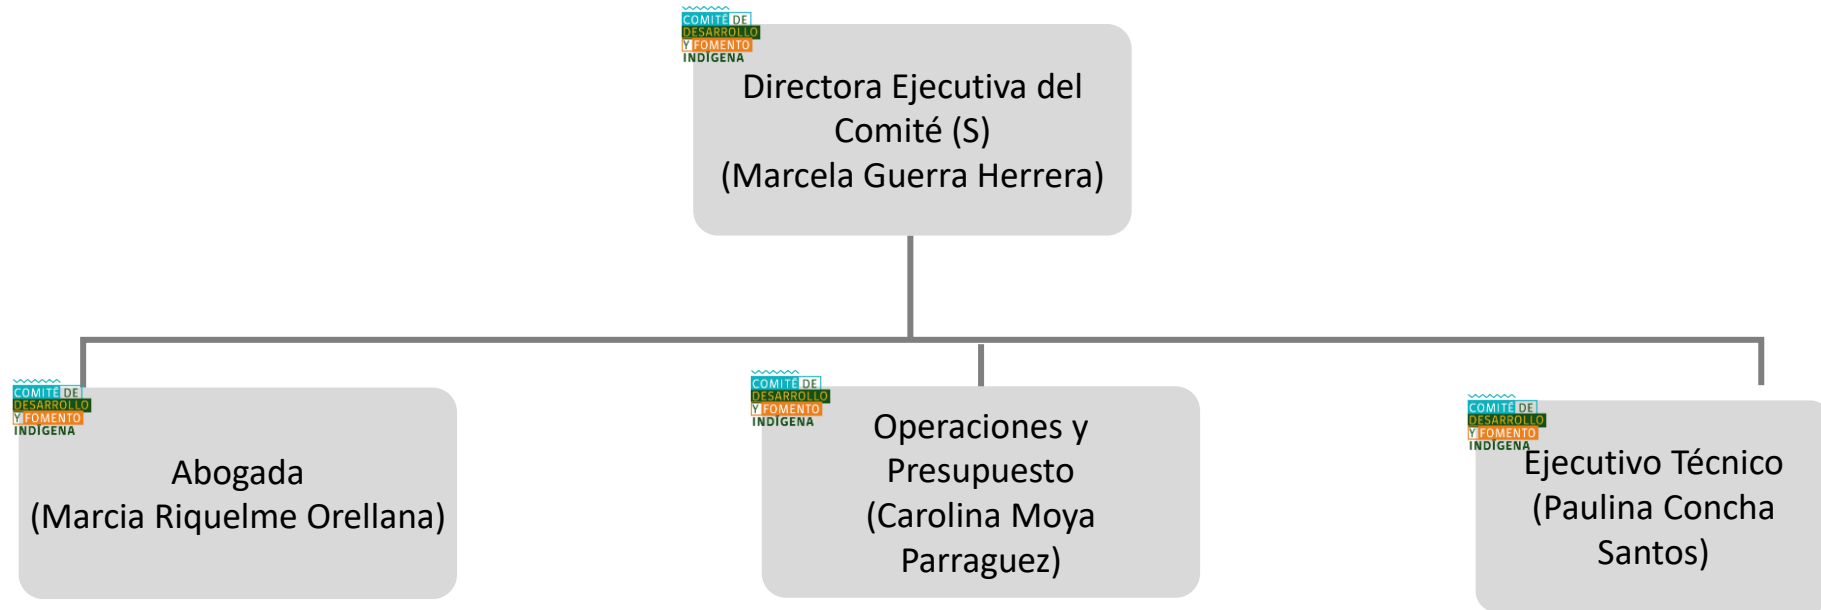 COMITÉ DE
DESARROLLO
Y FOMENTO
INDÍGENA
Directora Ejecutiva del
Comité (S)
(Marcela Guerra Herrera)
COMITÉ DE
DESARROLLO
Y FOMENTO
INDÍGENA
Abogada
(Marcia Riquelme Orellana)
COMITÉ DE
DESARROLLO
Y FOMENTO
INDÍGENA
Operaciones y
Presupuesto
(Carolina Moya
Parraguez)
COMITÉ DE
DESARROLLO
Y FOMENTO
INDÍGENA
Ejecutivo Técnico
(Paulina Concha
Santos)